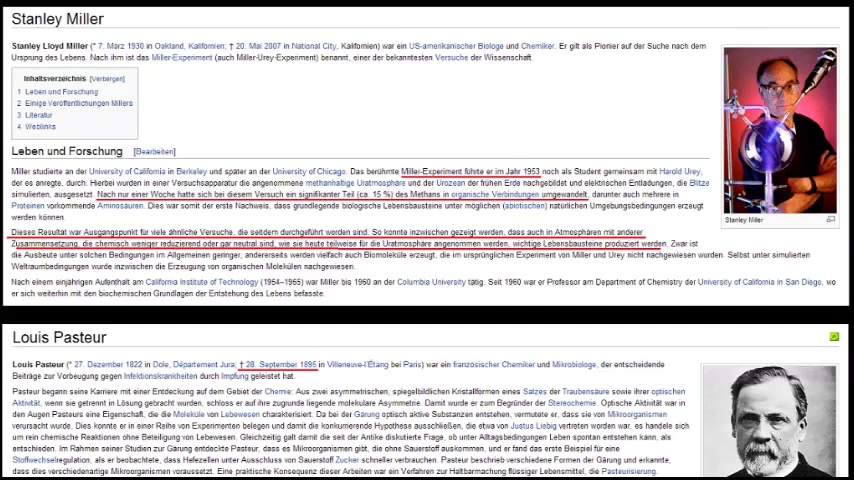 Stanley Miller
Stanley Lloyd Miller (* 7. März 1930 in Oakland, Kalifornien; † 20. Mai 2007 in National City, Kalifornien) war ein US-amerikanischer Biologe und Chemiker. Er gilt als Pionier auf der Suche nach dem
Ursprung des Lebens. Nach ihm ist das Miller-Experiment (auch Miller-Urey-Experiment) benannt, einer der bekanntesten Versuche der Wissenschaft.
Inhaltsverzeichnis [Verbergen]
1 Leben und Forschung
2 Einige Veröffentlichungen Millers
3 Literatur
4 Weblinks
Leben und Forschung [Bearbeiten]
Miller studierte an der University of California in Berkeley und später an der University of Chicago. Das berühmte Miller-Experiment führte er im Jahr 1953 noch als Student gemeinsam mit Harold Urey,
der es anregte, durch. Hierbei wurden in einer Versuchsapparatur die angenommene methanhaltige Uratmosphäre und der Urozean der frühen Erde nachgebildet und elektrischen Entladungen, die Blitze
simulierten, ausgesetzt. Nach nur einer Woche hatte sich bei diesem Versuch ein signifikanter Teil (ca. 15 %) des Methans in organische Verbindungen umgewandelt, darunter auch mehrere in
Proteinen vorkommende Aminosäuren. Dies war somit der erste Nachweis, dass grundlegende biologische Lebensbausteine unter möglichen (abiotischen) natürlichen Umgebungsbedingungen erzeugt
werden können.
Dieses Resultat war Ausgangspunkt für viele ähnliche Versuche, die seitdem durchgeführt worden sind. So konnte inzwischen gezeigt werden, dass auch in Atmosphären mit anderer
Zusammensetzung, die chemisch weniger reduzierend oder gar neutral sind, wie sie heute teilweise für die Uratmosphäre angenommen werden, wichtige Lebensbausteine produziert werden. Zwar ist
die Ausbeute unter solchen Bedingungen im Allgemeinen geringer, andererseits werden vielfach auch Biomoleküle erzeugt, die im ursprünglichen Experiment von Miller und Urey nicht nachgewiesen wurden. Selbst unter simulierten
Weltraumbedingungen wurde inzwischen die Erzeugung von organischen Molekülen nachgewiesen.
Nach einem einjährigen Aufenthalt am California Institute of Technology (1954–1955) war Miller bis 1960 an der Columbia University tätig. Seit 1960 war er Professor am Department of Chemistry der University of California in San Diego, wo
er sich weiterhin mit den biochemischen Grundlagen der Entstehung des Lebens befasste.
Stanley Miller
Louis Pasteur
Louis Pasteur (* 27. Dezember 1822 in Dole, Département Jura; † 28. September 1895 in Villeneuve-l'Étang bei Paris) war ein französischer Chemiker und Mikrobiologe, der entscheidende
Beiträge zur Vorbeugung gegen Infektionskrankheiten durch Impfung geleistet hat.
Pasteur begann seine Karriere mit einer Entdeckung auf dem Gebiet der Chemie: Aus zwei asymmetrischen, spiegelbildlichen Kristallformen eines Salzes der Traubensäure sowie ihrer optischen
Aktivität, wenn sie getrennt in Lösung gebracht wurden, schloss er auf ihre zugrunde liegende molekulare Asymmetrie. Damit wurde er zum Begründer der Stereochemie. Optische Aktivität war in
den Augen Pasteurs eine Eigenschaft, die die Moleküle von Lebewesen charakterisiert. Da bei der Gärung optisch aktive Substanzen entstehen, vermutete er, dass sie von Mikroorganismen
verursacht wurde. Dies konnte er in einer Reihe von Experimenten belegen und damit die konkurrierende Hypothese ausschließen, die etwa von Justus Liebig vertreten worden war, es handele sich
um rein chemische Reaktionen ohne Beteiligung von Lebewesen. Gleichzeitig galt damit die seit der Antike diskutierte Frage, ob unter Alltagsbedingungen Leben spontan entstehen kann, als
entschieden. Im Rahmen seiner Studien zur Gärung entdeckte Pasteur, dass es Mikroorganismen gibt, die ohne Sauerstoff auskommen, und er fand das erste Beispiel für eine
Stoffwechselregulation, als er beobachtete, dass Hefezellen unter Ausschluss von Sauerstoff Zucker schneller verbrauchen. Pasteur beschrieb verschiedene Formen der Gärung und erkannte,
dass dies verschiedenartige Mikroorganismen voraussetzt. Eine praktische Konsequenz dieser Arbeiten war ein Verfahren zur Haltbarmachung flüssiger Lebensmittel, die Pasteurisierung.